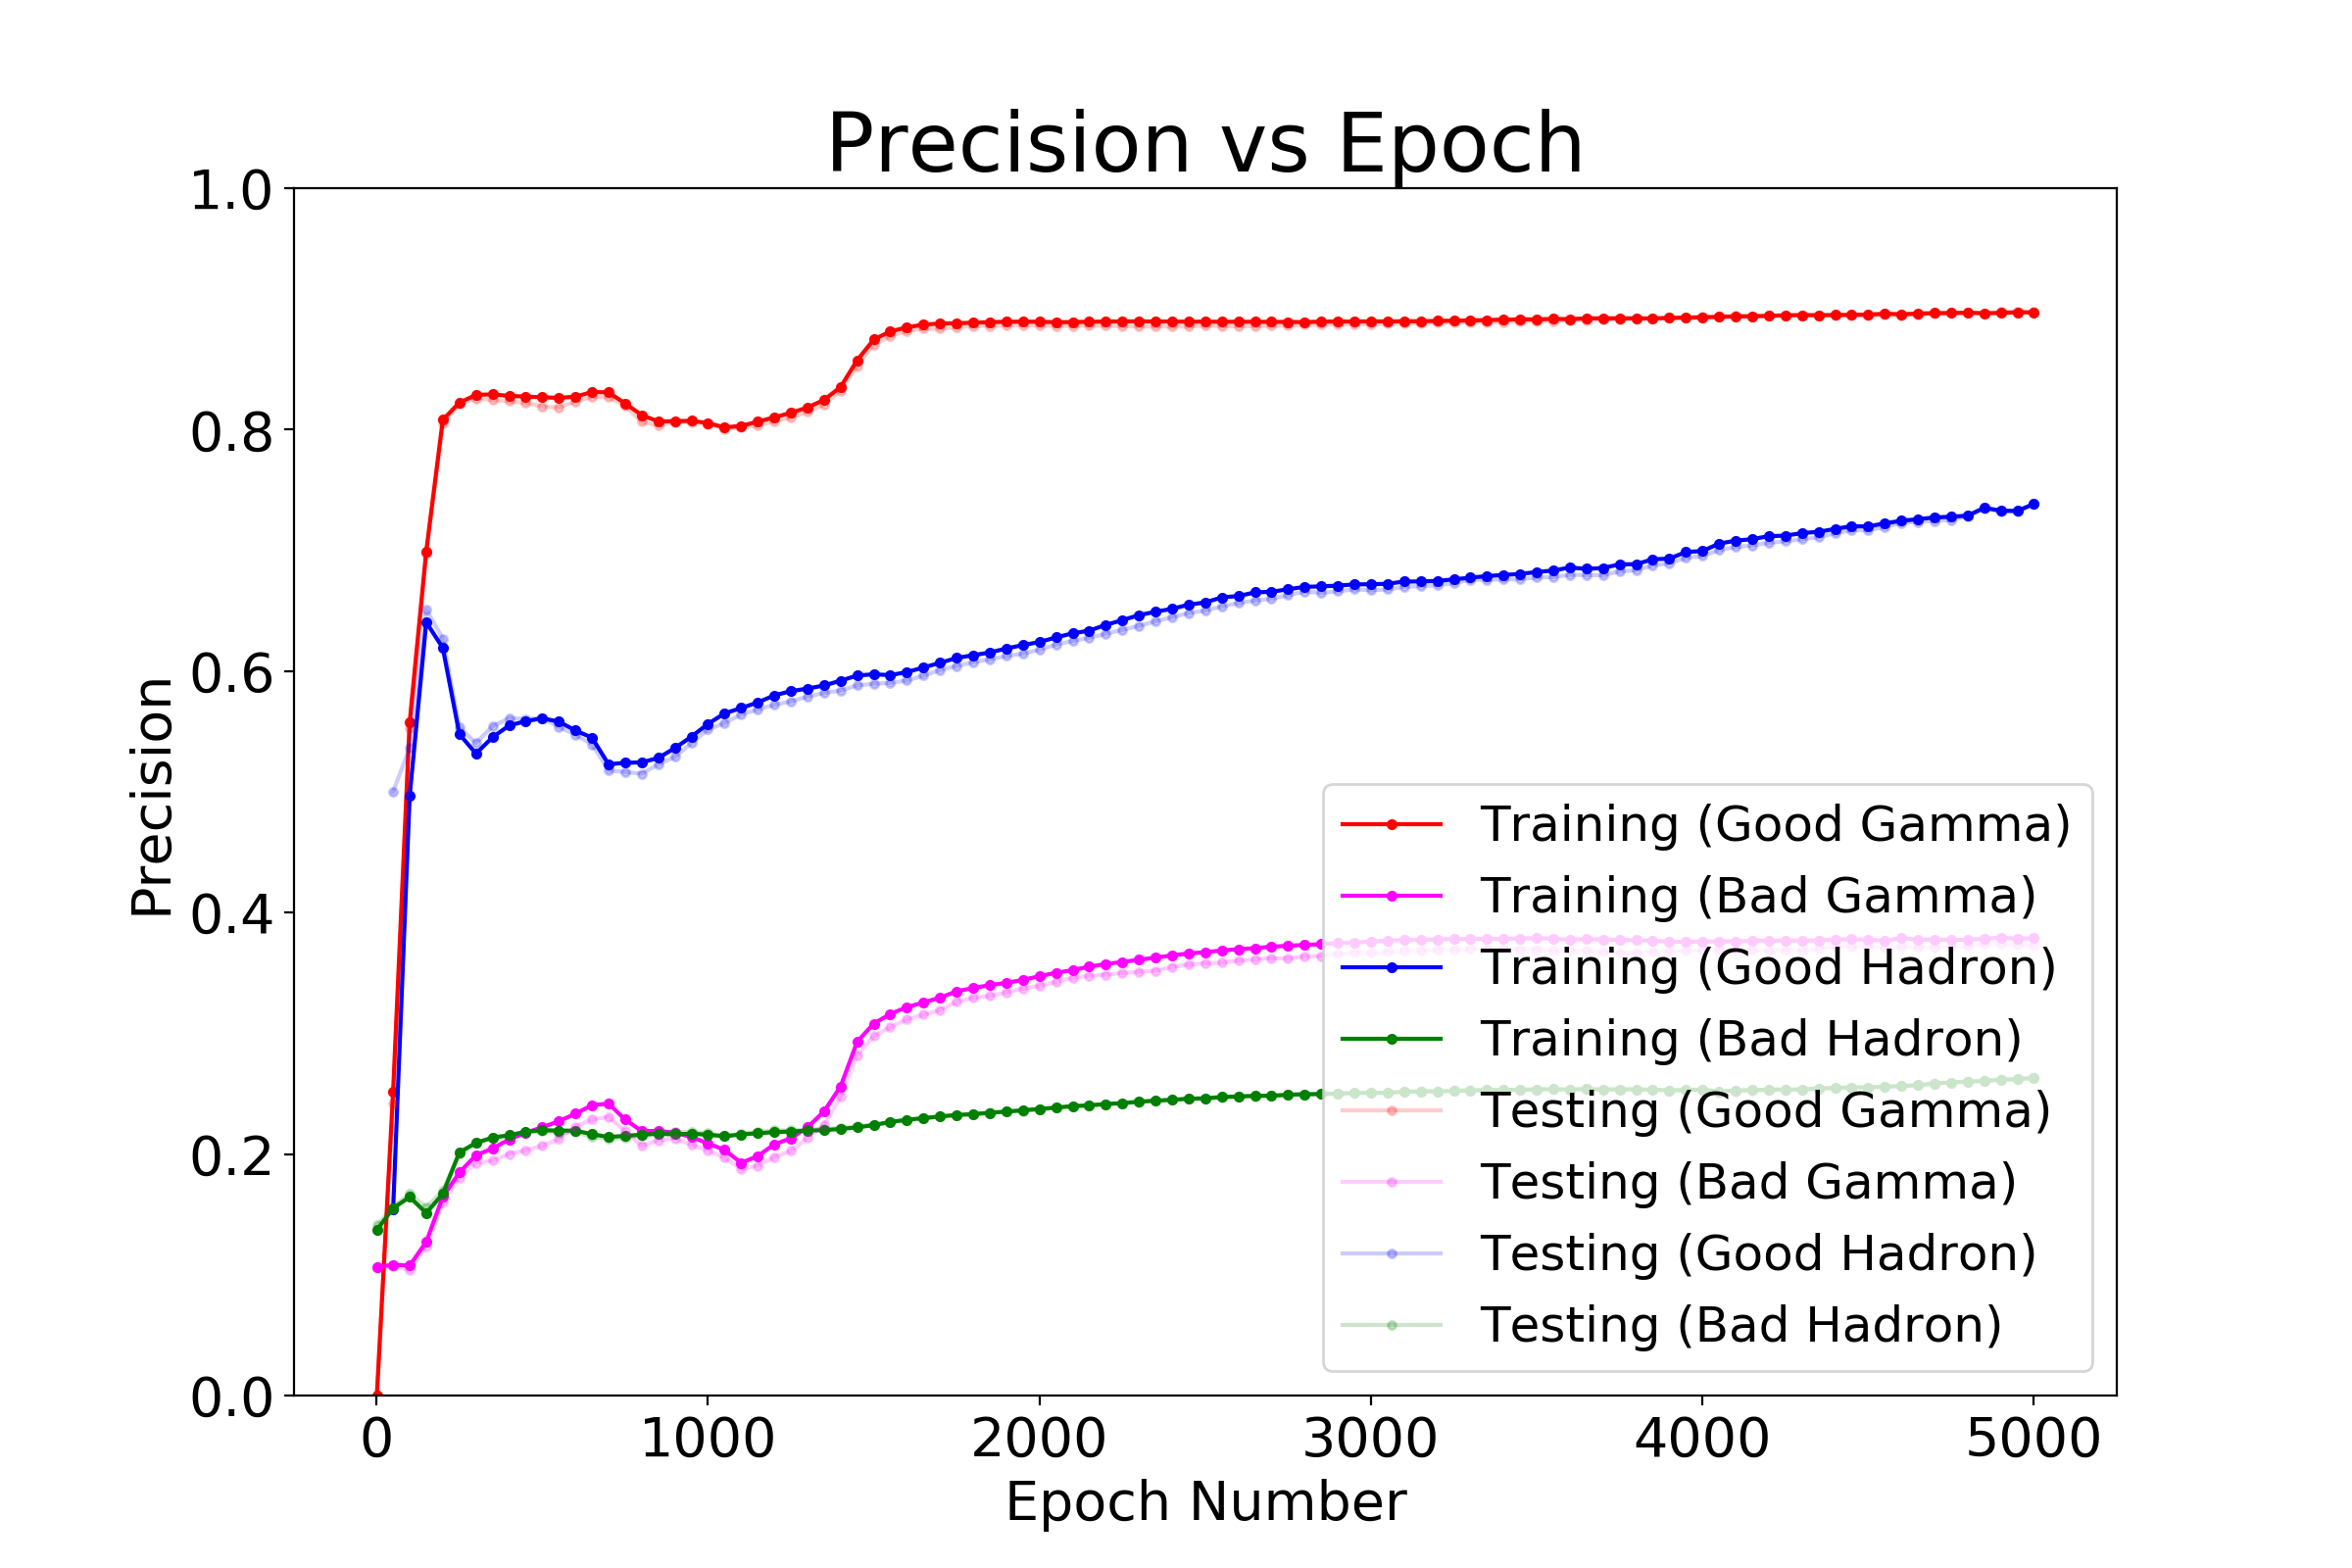 Precision vs Epoch
1.0
0.8
0.6
0.4
0.2
0.0
Precision
Training (Good Gamma)
Training (Bad Gamma)
Training (Good Hadron)
Training (Bad Hadron)
Testing (Good Gamma)
Testing (Bad Gamma)
Testing (Good Hadron)
Testing (Bad Hadron)
0 1000 2000 3000 4000 5000
Epoch Number